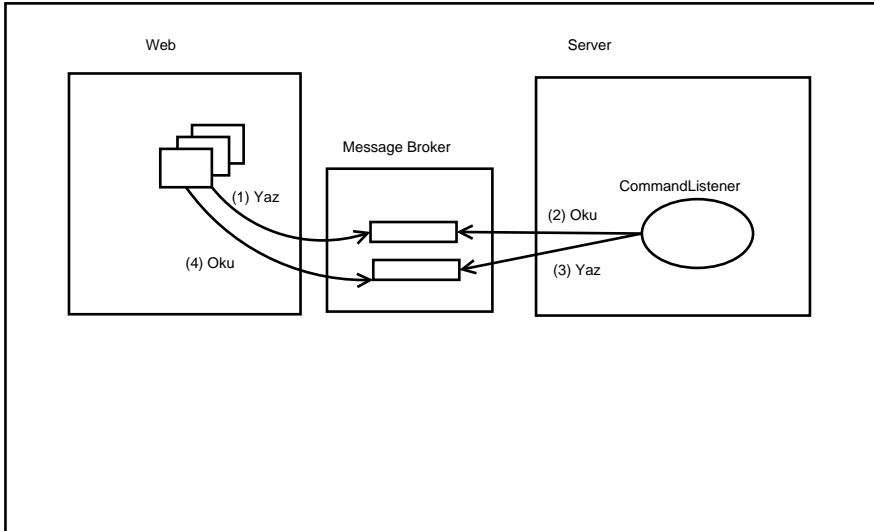 Web
Server
Message Broker
CommandListener
(1) Yaz
(2) Oku
(4) Oku
(3) Yaz